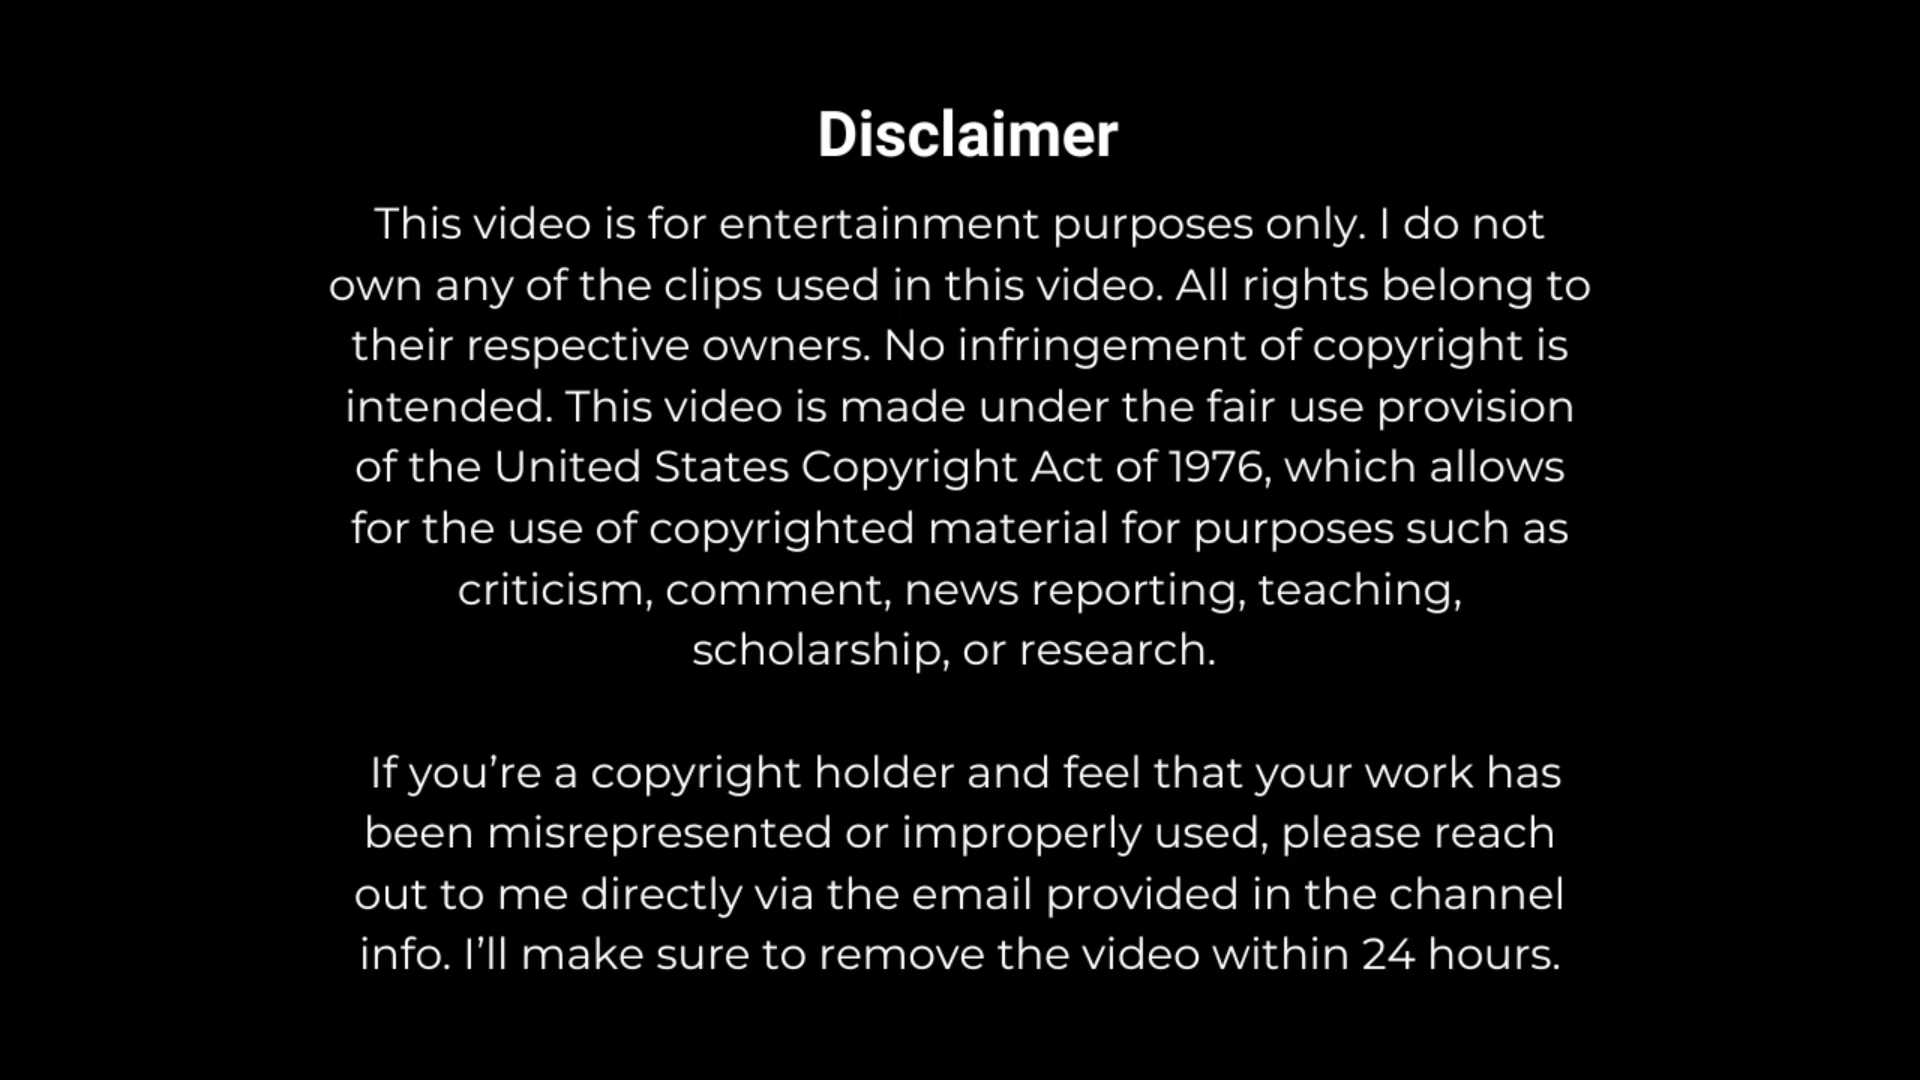 Disclaimer
This video is for entertainment purposes only. I do not
own any of the clips used in this video. All rights belong to
their respective owners. No infringement of copyright is
intended. This video is made under the fair use provision
of the United States Copyright Act of 1976, which allows
for the use of copyrighted material for purposes such as
criticism, comment, news reporting, teaching,
scholarship, or research.
If you’re a copyright holder and feel that your work has
been misrepresented or improperly used, please reach
out to me directly via the email provided in the channel
info. I’ll make sure to remove the video within 24 hours.